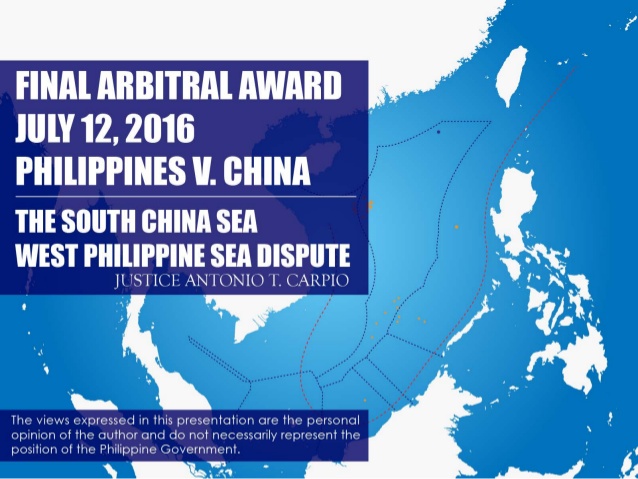 FINAL ARBITRAL AWARD
JULY 12, 2016
PHILIPPINES V. CHINA
THE SOUTH CHINA SEA
WEST PHILIPPINE SEA DISPUTE
JUSTICE ANTONIO T. CARPIO
The views expressed in this presentation are the personal
opinion of the author and do not necessarily represent the
position of the Philippine Government.